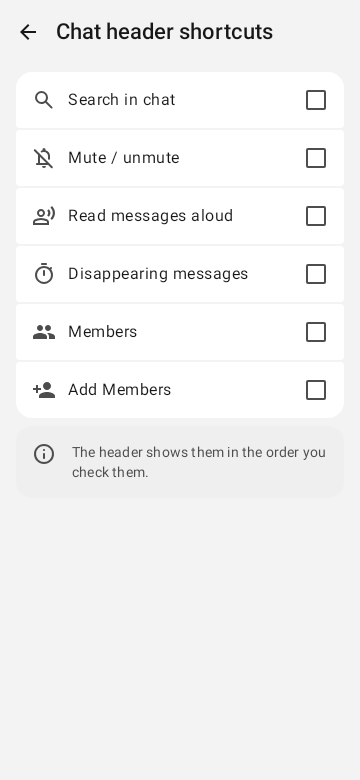 Chat header shortcuts
Search in chat
Mute / unmute
Read messages aloud
Disappearing messages
Members
Add Members
The header shows them in the order you
check them.